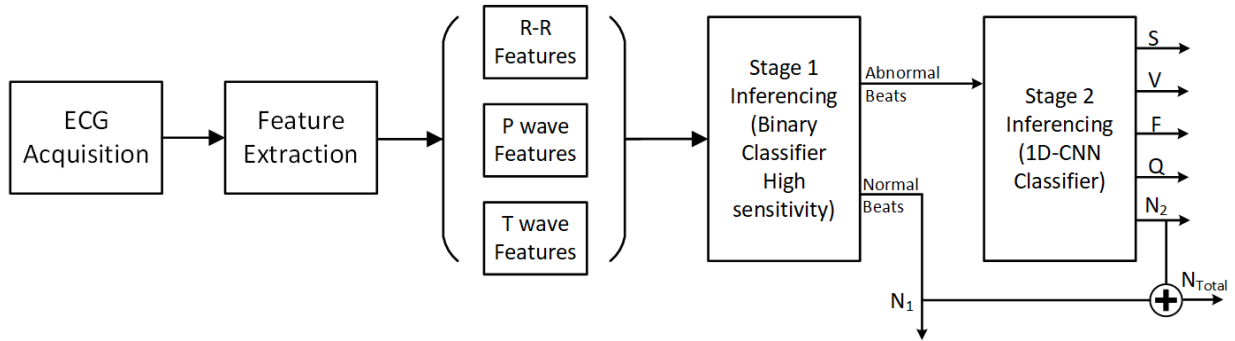 ECG
Acquisition
Feature
Extraction
R-R
Features
P wave
Features
T wave
Features
Stage 1
Inferencing
(Binary
Classifier
High
sensitivity)
Abnormal
Beats
Normal
Beats
N1
Stage 2
Inferencing
(1D-CNN
Classifier)
S
V
F
Q
N2
NTotal